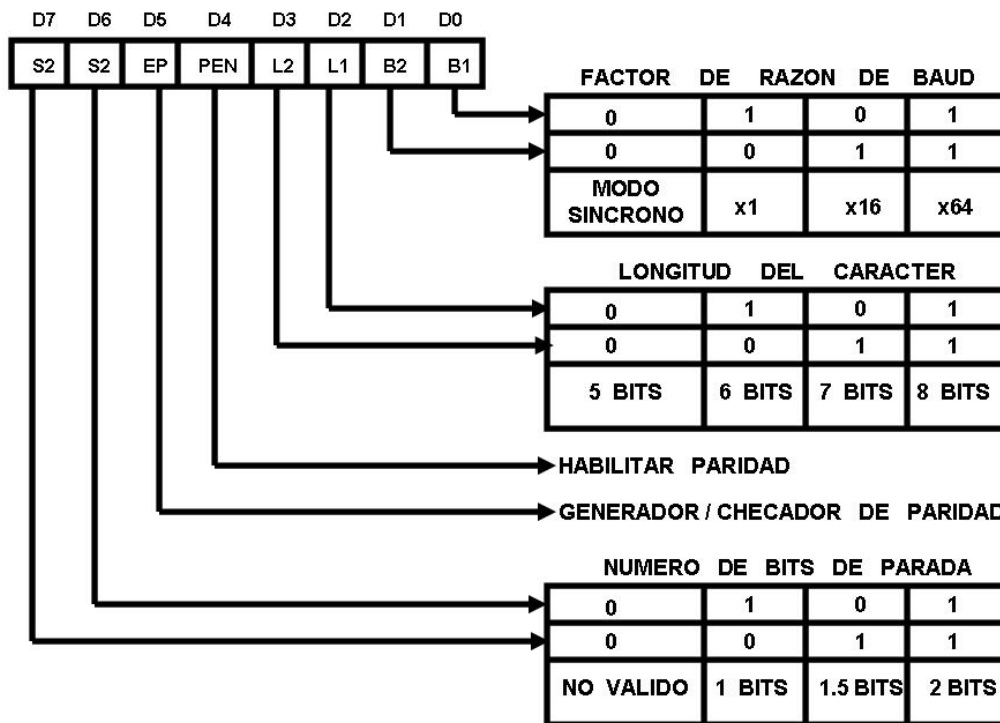 D7 D6 D5 D4 D3 D2 D1 D0
S2 S2 EP PEN L2 L1 B2 B1
FACTOR DE RAZON DE BAUD
0 1 0 1
0 0 1 1
MODO SINCRONO x1 x16 x64
LONGITUD DEL CARACTER
0 1 0 1
0 0 1 1
5 BITS 6 BITS 7 BITS 8 BITS
HABILITAR PARIDAD
GENERADOR / CHECADOR DE PARIDAD
NUMERO DE BITS DE PARADA
0 1 0 1
0 0 1 1
NO VALIDO 1 BITS 1.5 BITS 2 BITS